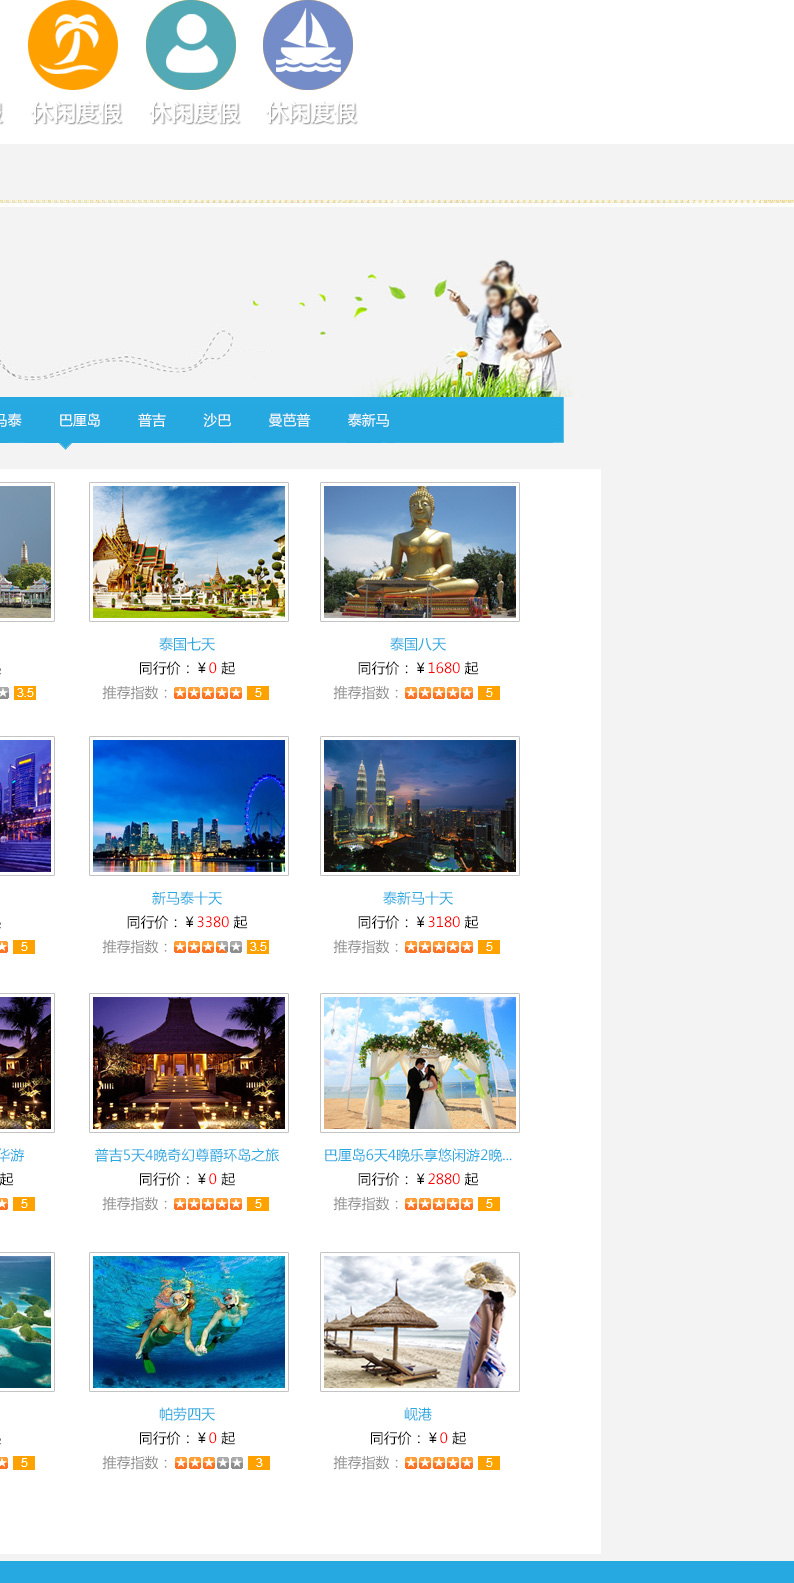 休闲度假 休闲度假 休闲度假
马泰 巴厘岛 普吉 沙巴 曼芭普 泰新马
泰国七天 泰国八天
同行价：¥0 起 同行价：¥1680 起
3.5 推荐指数： 5 推荐指数： 5
新马泰十天 泰新马十天
同行价：¥3380 起 同行价：¥3180 起
5 推荐指数： 3.5 推荐指数： 5
华游 普吉5天4晚奇幻尊爵环岛之旅 巴厘岛6天4晚乐享悠闲游2晚...
起 同行价：¥0 起 同行价：¥2880 起
5 推荐指数： 5 推荐指数： 5
帕劳四天 岘港
同行价：¥0 起 同行价：¥0 起
5 推荐指数： 3 推荐指数： 5